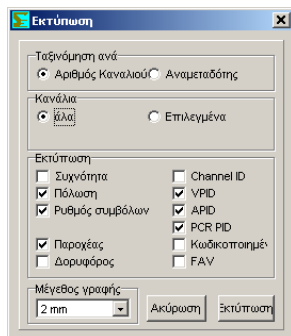 Εκτύπωση
Ταξινόμηση ανά
Αριθμός Καναλιού Αναμεταδότης
Κανάλια
άλα Επιλεγμένα
Εκτύπωση
Συχνότητα Channel ID
Πόλωση VPID
Ρυθμός συμβόλων APID
PCR PID
Παροχέας Κωδικοποιημέν
Δορυφόρος FAV
Μέγεθος γραφής
2 mm Ακύρωση Εκτύπωση